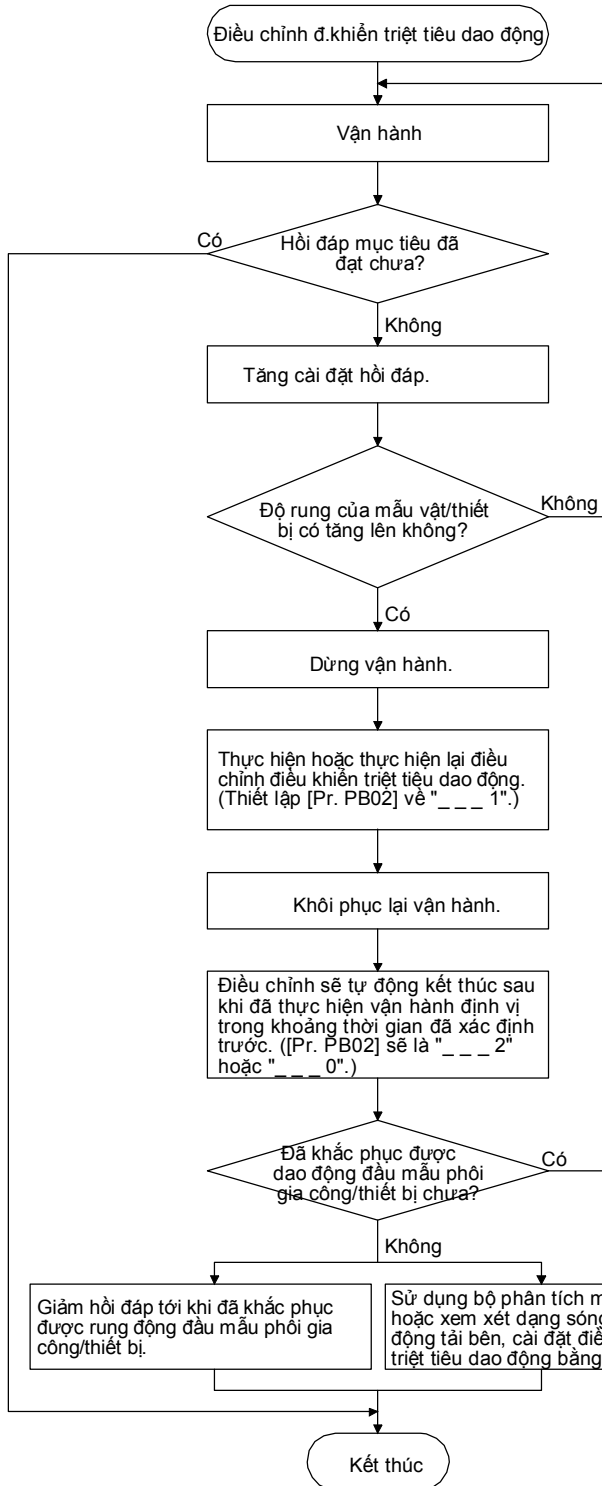 Điều chỉnh đ.khiển triệt tiêu dao động
Vận hành
Có
Hồi đáp mục tiêu đã
đạt chưa?
Không
Tăng cài đặt hồi đáp.
Độ rung của mẫu vật/thiết
bị có tăng lên không?
Không
Có
Dừng vận hành.
Thực hiện hoặc thực hiện lại điều
chỉnh điều khiển triệt tiêu dao động.
(Thiết lập [Pr. PB02] về "_ _ _ 1".)
Khôi phục lại vận hành.
Điều chỉnh sẽ tự động kết thúc sau
khi đã thực hiện vận hành định vị
trong khoảng thời gian đã xác định
trước. ([Pr. PB02] sẽ là "_ _ _ 2"
hoặc "_ _ _ 0".)
Đã khắc phục được
dao động đầu mẫu phôi
gia công/thiết bị chưa?
Có
Không
Giảm hồi đáp tới khi đã khắc phục
được rung động đầu mẫu phôi gia
công/thiết bị.
Sử dụng bộ phân tích
hoặc xem xét dạng sóng
động tải bên, cài đặt
triệt tiêu dao động bằng
Kết thúc